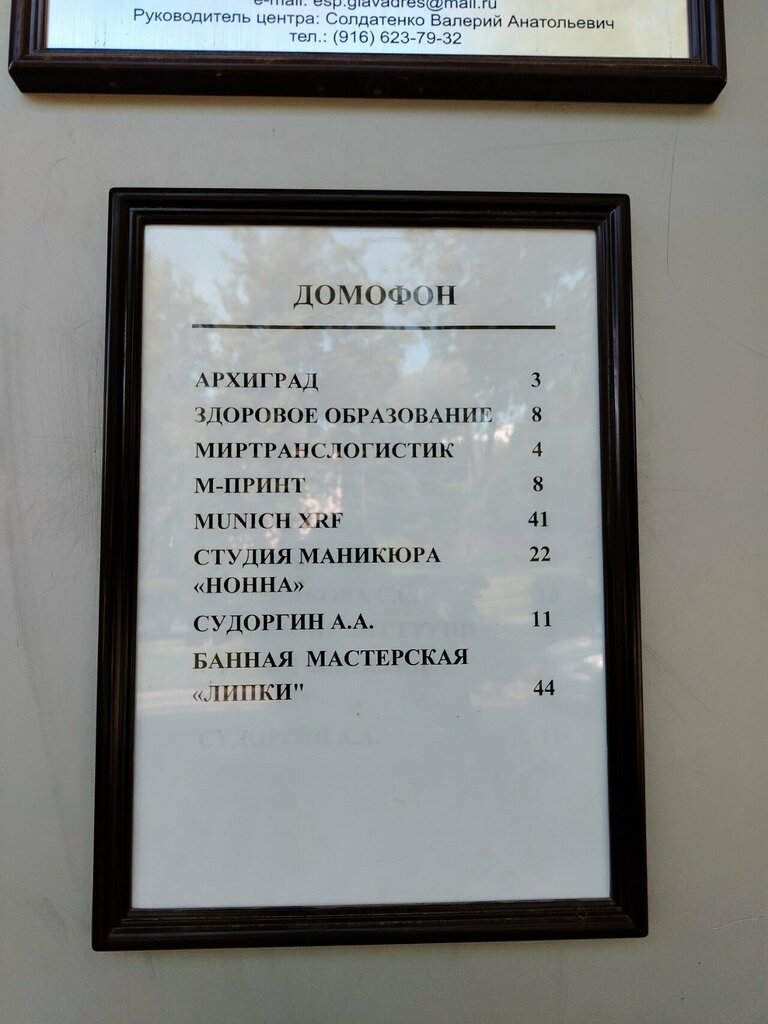 e-mail: esp.glavadres@mail.ru
Руководитель центра: Солдатенко Валерий Анатольевич
тел.: (916) 623-79-32
ДОМОФОН
АРХИГРАД 3
ЗДОРОВОЕ ОБРАЗОВАНИЕ 8
МИРТРАНСЛОГИСТИК 4
М-ПРИНТ 8
MUNICH XRF 41
СТУДИЯ МАНИКЮРА 22
«НОННА»
СУДОРГИН А.А. 11
БАННАЯ МАСТЕРСКАЯ
«ЛИПКИ" 44
СУДОРГИН А.А. 11